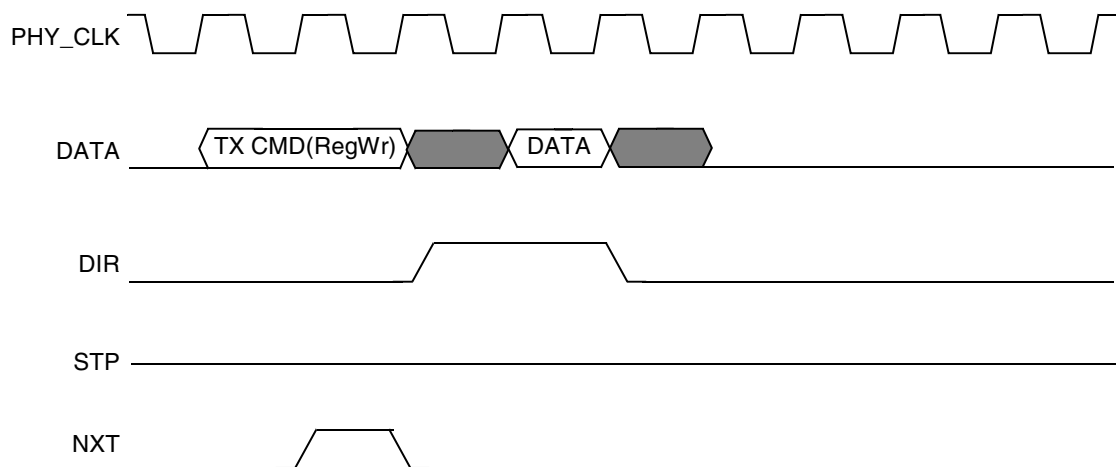 PHY_CLK
DATA
TX CMD(RegWr)
DATA
DIR
STP
NXT